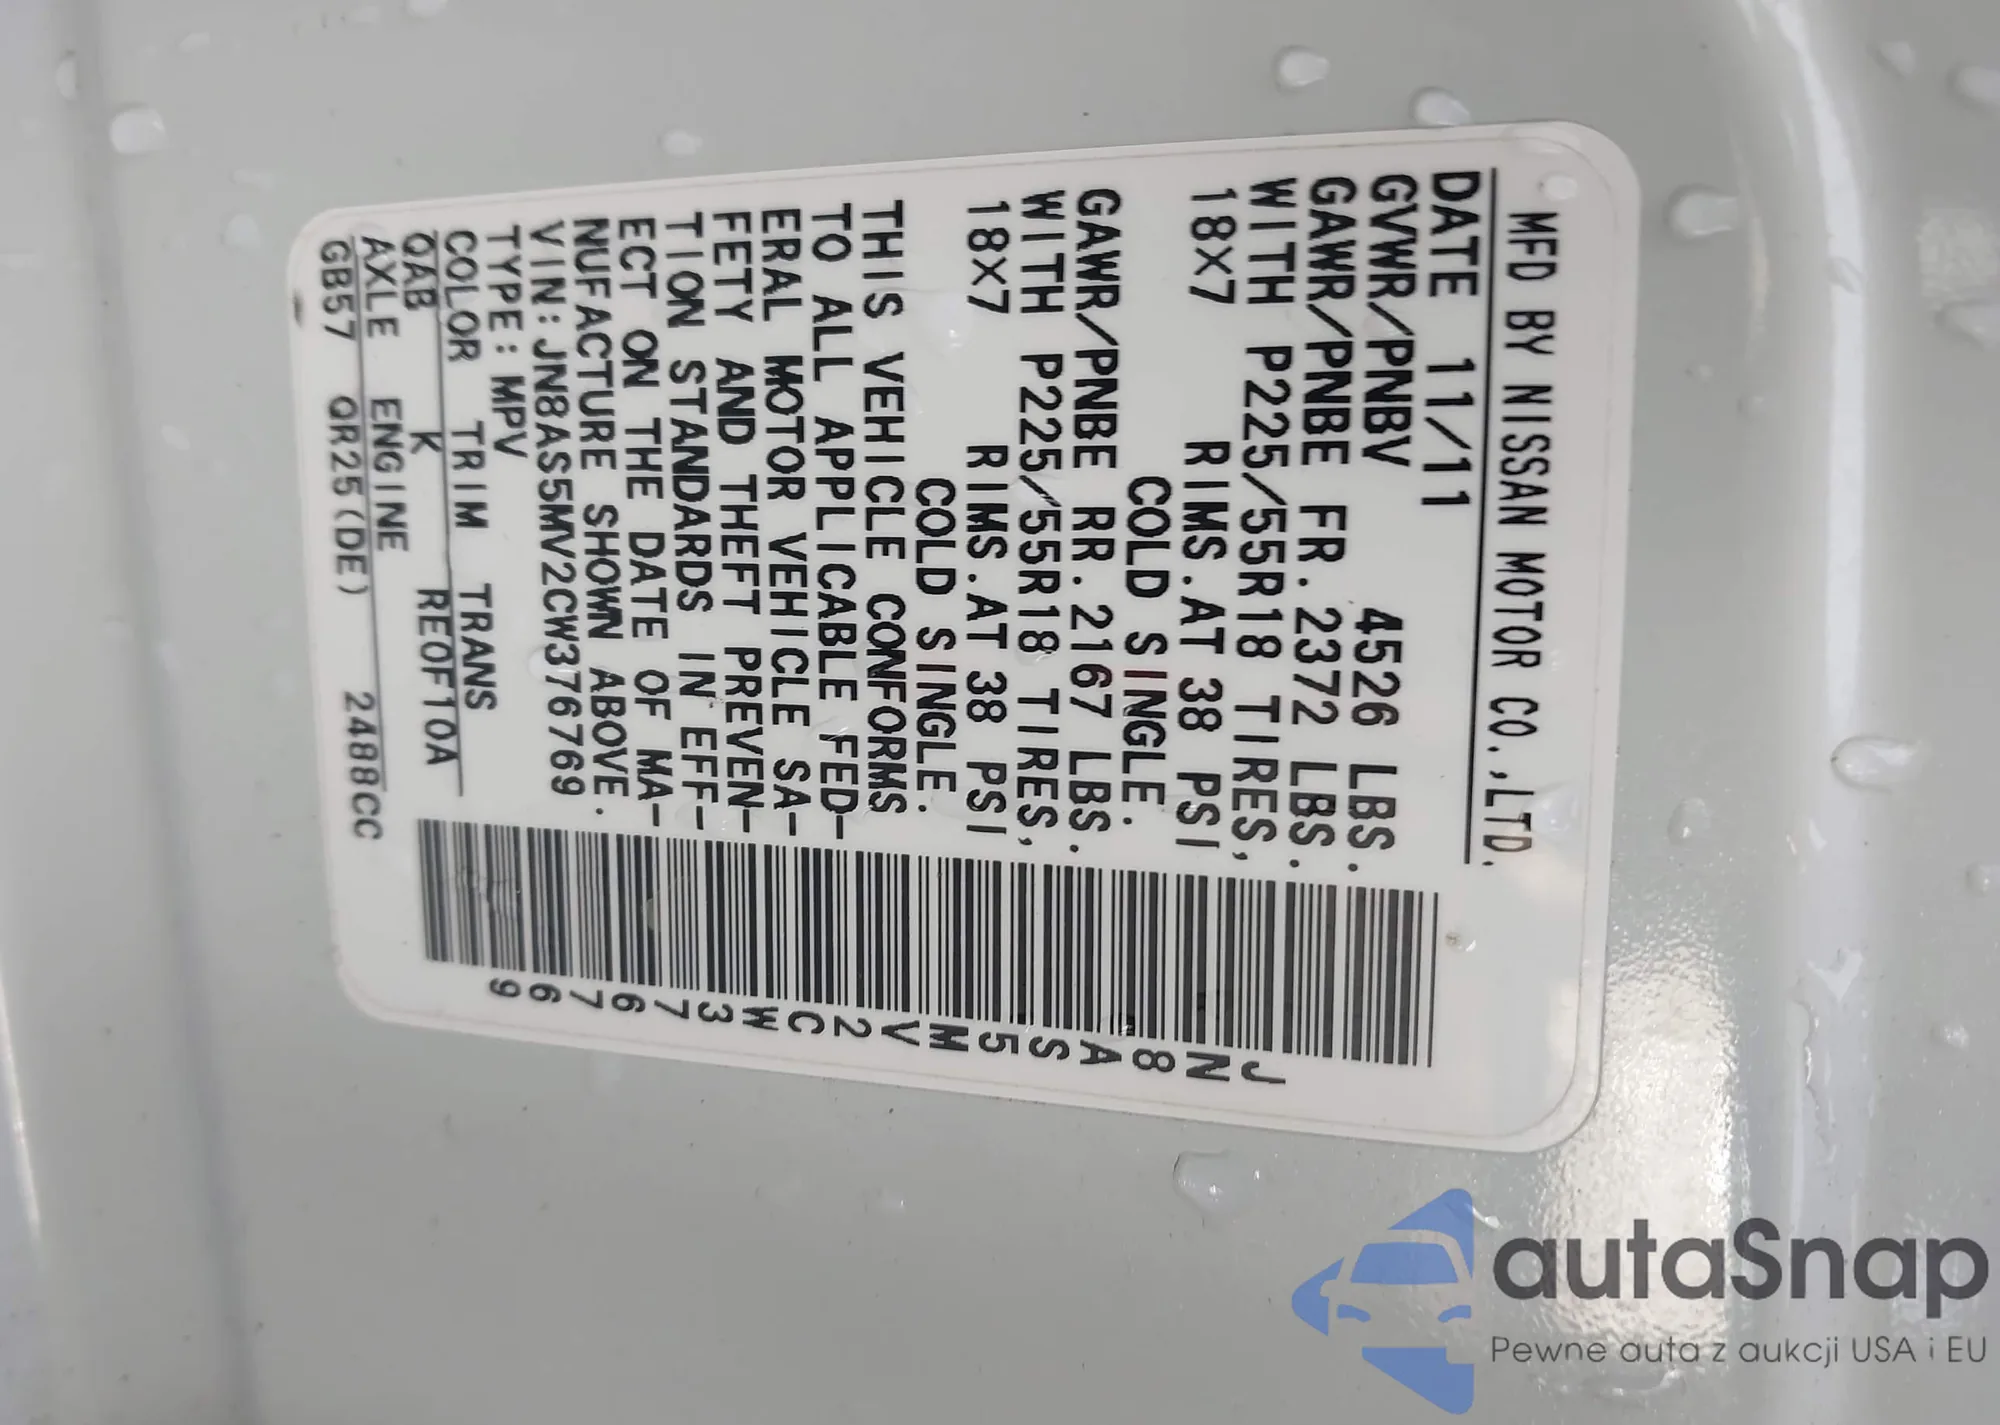 MFD BY NISSAN MOTOR CO.,LTD.
DATE 11/11
GVWR/PNBV 4526 LBS.
GAWR/PNBE FR.2372 LBS.
WITH P225/55R18 TIRES,
18X7 RIMS.AT 38 PSI
COLD SINGLE.
GAWR/PNBE RR.2167 LBS.
WITH P225/55R18 TIRES,
18X7 RIMS.AT 38 PSI
COLD SINGLE.
THIS VEHICLE CONFORMS
TO ALL APPLICABLE FED-
ERAL MOTOR VEHICLE SA-
FETY AND THEFT PREVEN-
TION STANDARDS IN EFF-
ECT ON THE DATE OF MA-
NUFACTURE SHOWN ABOVE.
VIN:JN8AS5MV2CW376769
TYPE:MPV
COLOR TRIM TRANS
QAB K RE0F10A
AXLE ENGINE
GB57 QR25(DE) 2488CC
JN8AS5MV2CW376769
autaSnap
Pewne auta z aukcji USA i EU